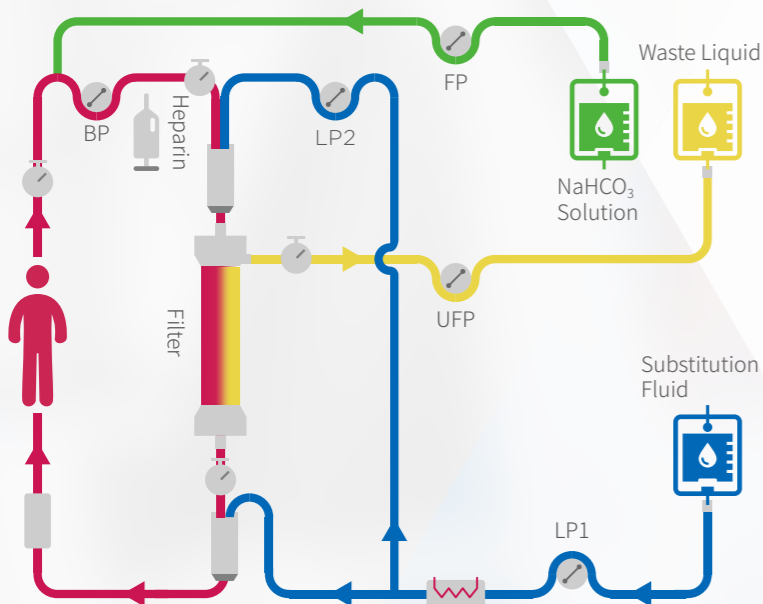 FP
Waste Liquid
BP
Heparin
LP2
NaHCO₃
Solution
UFP
Filter
Substitution
Fluid
LP1